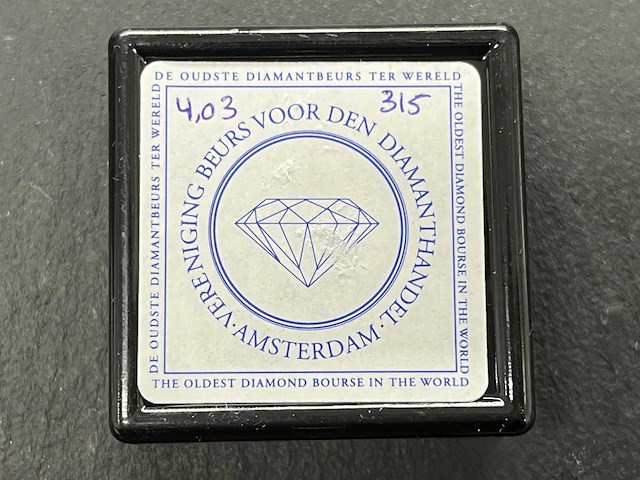 DE OUDSTE DIAMANTBEURS TER WERELD
4,03
315
DE OUDSTE DIAMANTBEURS TER WERELD
THE OLDEST DIAMOND BOURSE IN THE WORLD
VERENIGING BEURS VOOR DEN DIAMANTHANDEL
· AMSTERDAM ·
THE OLDEST DIAMOND BOURSE IN THE WORLD